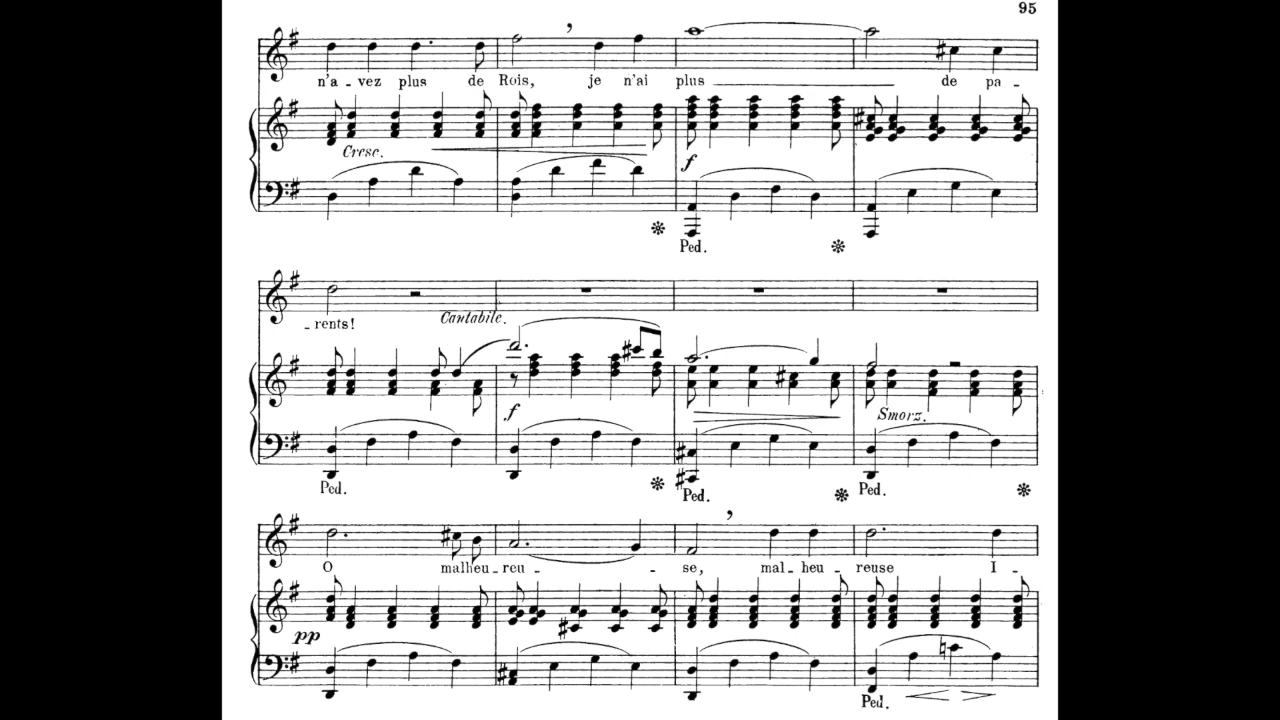 95
n'a - vez plus de Rois, je n'ai plus de pa -
Cresc.
f
Ped.
- rents!
Cantabile.
f
Smorz.
Ped. Ped. Ped.
O malheu - reu - - se, mal - heu - reuse I -
pp
Ped.